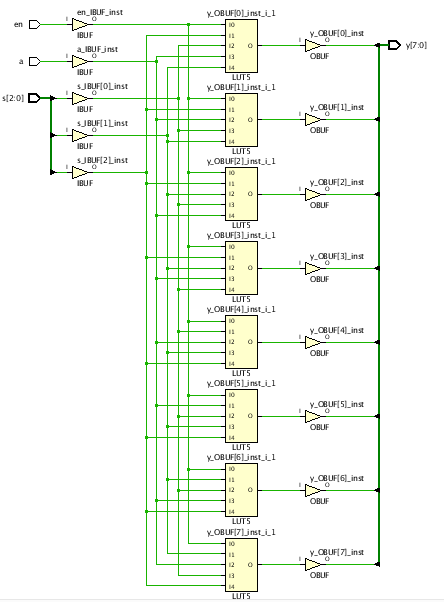 en_IBUF_inst
en I O
IBUF
a_IBUF_inst
a I O
IBUF
s_IBUF[0]_inst
s[2:0] I O
IBUF
s_IBUF[1]_inst
I O
IBUF
s_IBUF[2]_inst
I O
IBUF
y_OBUF[0]_inst_i_1
I0
I1
I2 O
I3
I4
LUT5
y_OBUF[0]_inst
I O
OBUF
y[7:0]
y_OBUF[1]_inst_i_1
I0
I1
I2 O
I3
I4
LUT5
y_OBUF[1]_inst
I O
OBUF
y_OBUF[2]_inst_i_1
I0
I1
I2 O
I3
I4
LUT5
y_OBUF[2]_inst
I O
OBUF
y_OBUF[3]_inst_i_1
I0
I1
I2 O
I3
I4
LUT5
y_OBUF[3]_inst
I O
OBUF
y_OBUF[4]_inst_i_1
I0
I1
I2 O
I3
I4
LUT5
y_OBUF[4]_inst
I O
OBUF
y_OBUF[5]_inst_i_1
I0
I1
I2 O
I3
I4
LUT5
y_OBUF[5]_inst
I O
OBUF
y_OBUF[6]_inst_i_1
I0
I1
I2 O
I3
I4
LUT5
y_OBUF[6]_inst
I O
OBUF
y_OBUF[7]_inst_i_1
I0
I1
I2 O
I3
I4
LUT5
y_OBUF[7]_inst
I O
OBUF